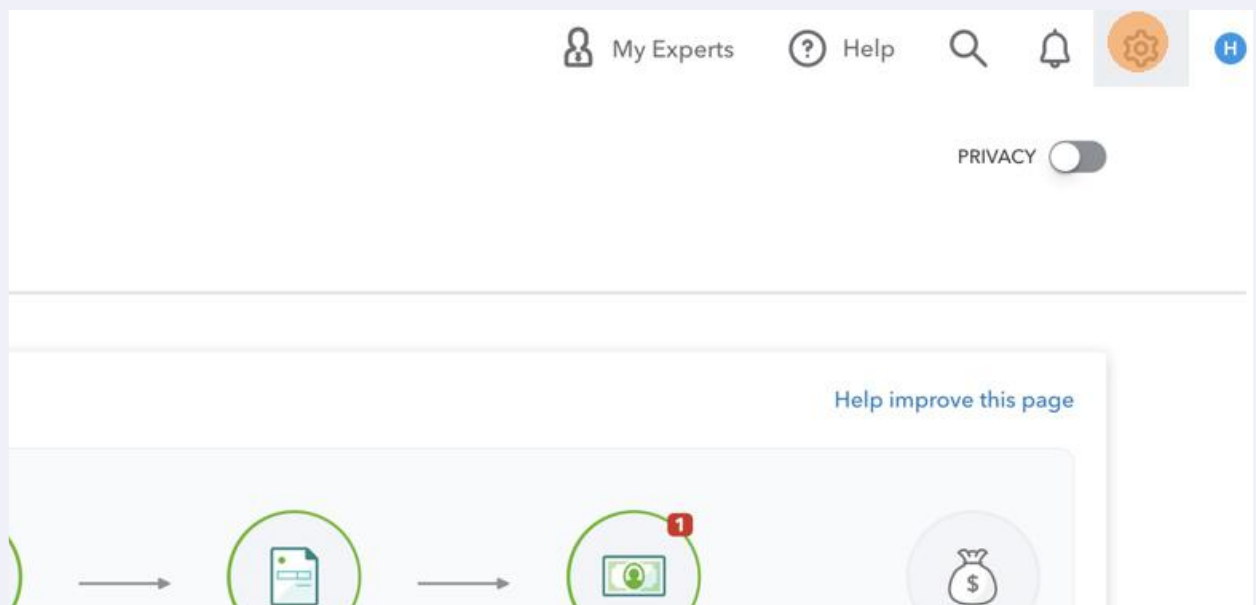 My Experts
? Help
H
PRIVACY
Help improve this page
1
$